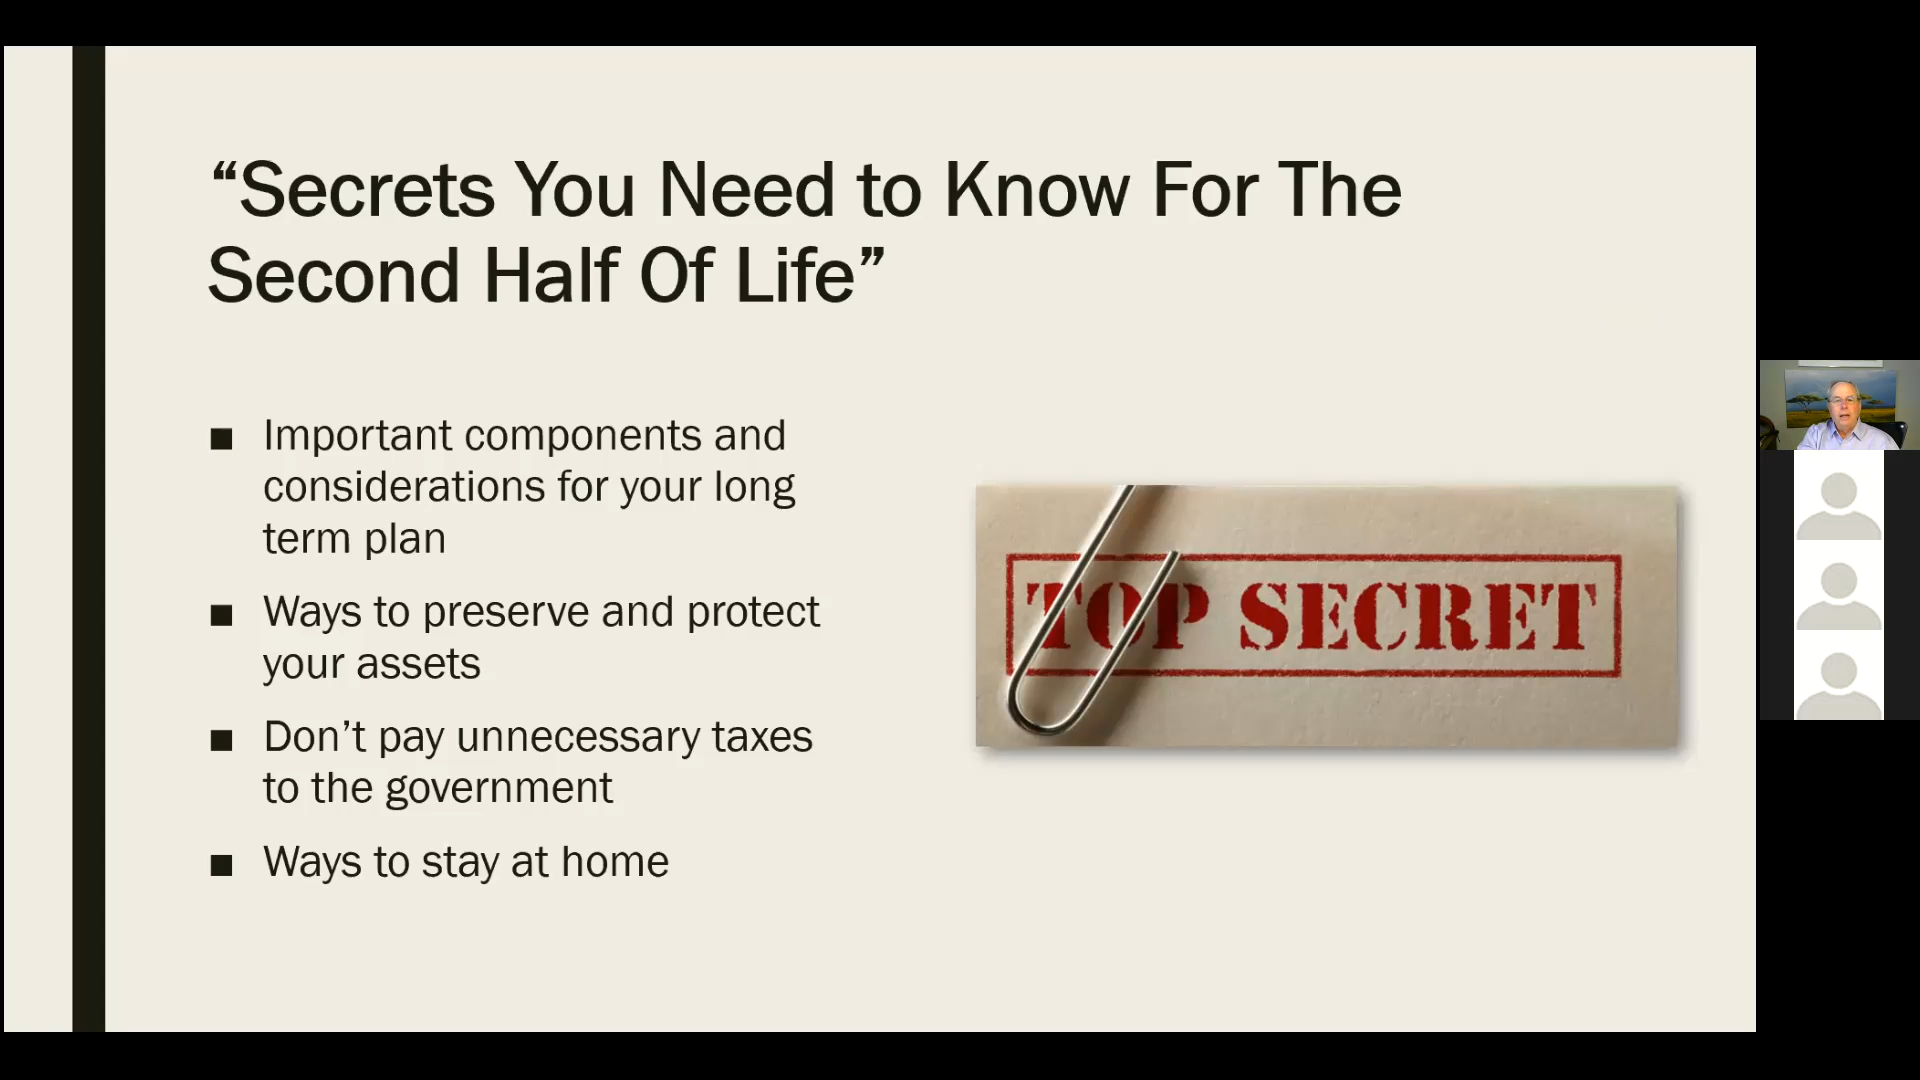 “Secrets You Need to Know For The
Second Half Of Life”
■ Important components and
considerations for your long
term plan
■ Ways to preserve and protect
your assets
■ Don’t pay unnecessary taxes
to the government
■ Ways to stay at home
TOP SECRET